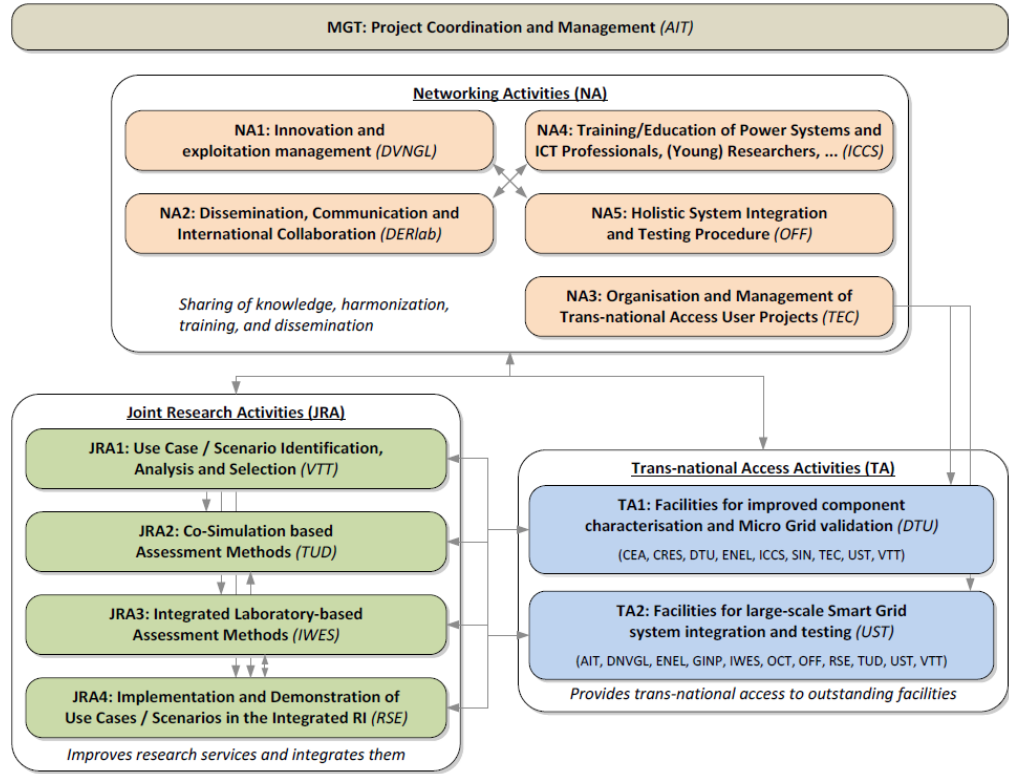 MGT: Project Coordination and Management (AIT)
Networking Activities (NA)
NA1: Innovation and
exploitation management (DVNGL)
NA4: Training/Education of Power Systems and
ICT Professionals, (Young) Researchers, ... (ICCS)
NA2: Dissemination, Communication and
International Collaboration (DERlab)
NA5: Holistic System Integration
and Testing Procedure (OFF)
Sharing of knowledge, harmonization,
training, and dissemination
NA3: Organisation and Management of
Trans-national Access User Projects (TEC)
Joint Research Activities (JRA)
JRA1: Use Case / Scenario Identification,
Analysis and Selection (VTT)
JRA2: Co-Simulation based
Assessment Methods (TUD)
JRA3: Integrated Laboratory-based
Assessment Methods (IWES)
JRA4: Implementation and Demonstration of
Use Cases / Scenarios in the Integrated RI (RSE)
Improves research services and integrates them
Trans-national Access Activities (TA)
TA1: Facilities for improved component
characterisation and Micro Grid validation (DTU)
(CEA, CRES, DTU, ENEL, ICCS, SIN, TEC, UST, VTT)
TA2: Facilities for large-scale Smart Grid
system integration and testing (UST)
(AIT, DNVGL, ENEL, GINP, IWES, OCT, OFF, RSE, TUD, UST, VTT)
Provides trans-national access to outstanding facilities